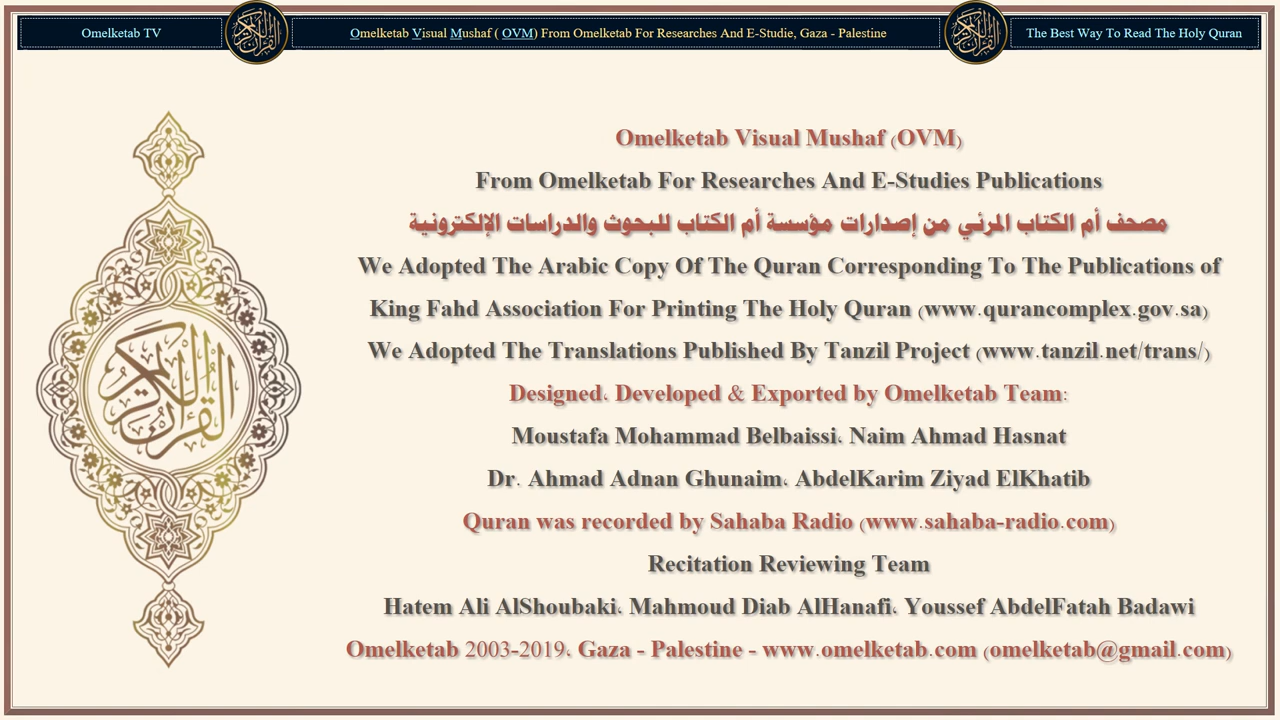 Omelketab TV
Omelketab Visual Mushaf ( OVM) From Omelketab For Researches And E-Studie, Gaza - Palestine
The Best Way To Read The Holy Quran
Omelketab Visual Mushaf (OVM)
From Omelketab For Researches And E-Studies Publications
مصحف أم الكتاب المرئي من إصدارات مؤسسة أم الكتاب للبحوث والدراسات الإلكترونية
We Adopted The Arabic Copy Of The Quran Corresponding To The Publications of
King Fahd Association For Printing The Holy Quran (www.qurancomplex.gov.sa)
We Adopted The Translations Published By Tanzil Project (www.tanzil.net/trans/)
Designed، Developed & Exported by Omelketab Team:
Moustafa Mohammad Belbaissi، Naim Ahmad Hasnat
Dr. Ahmad Adnan Ghunaim، AbdelKarim Ziyad ElKhatib
Quran was recorded by Sahaba Radio (www.sahaba-radio.com)
Recitation Reviewing Team
Hatem Ali AlShoubaki، Mahmoud Diab AlHanafi، Youssef AbdelFatah Badawi
Omelketab 2003-2019، Gaza - Palestine - www.omelketab.com (omelketab@gmail.com)
القرآن الكريم